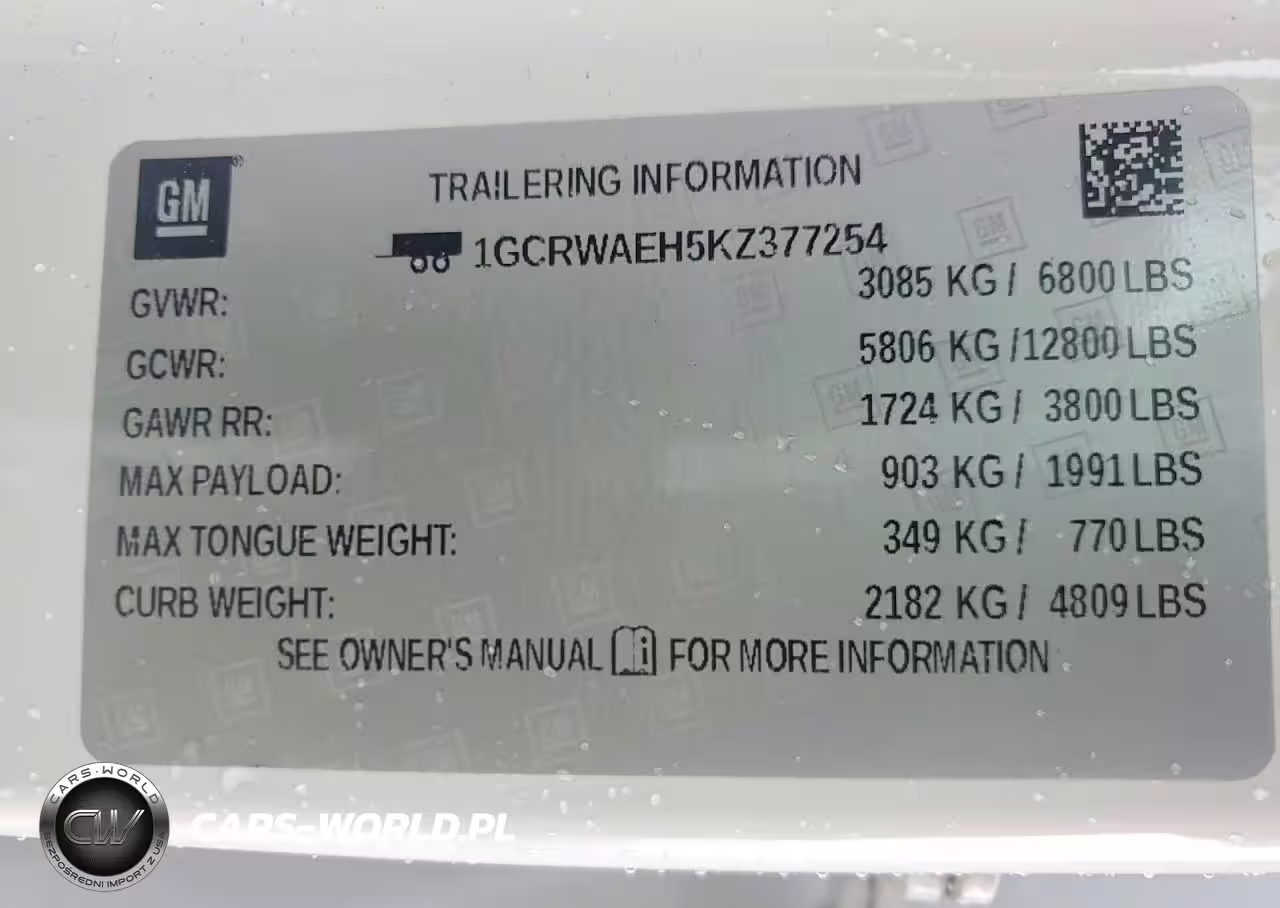 GM
TRAILERING INFORMATION
1GCRWAEH5KZ377254
GVWR: 3085 KG / 6800 LBS
GCWR: 5806 KG / 12800 LBS
GAWR RR: 1724 KG / 3800 LBS
MAX PAYLOAD: 903 KG / 1991 LBS
MAX TONGUE WEIGHT: 349 KG / 770 LBS
CURB WEIGHT: 2182 KG / 4809 LBS
SEE OWNER'S MANUAL i FOR MORE INFORMATION
CARS-WORLD
CW
BEZPOŚREDNI IMPORT Z USA
CARS-WORLD.PL